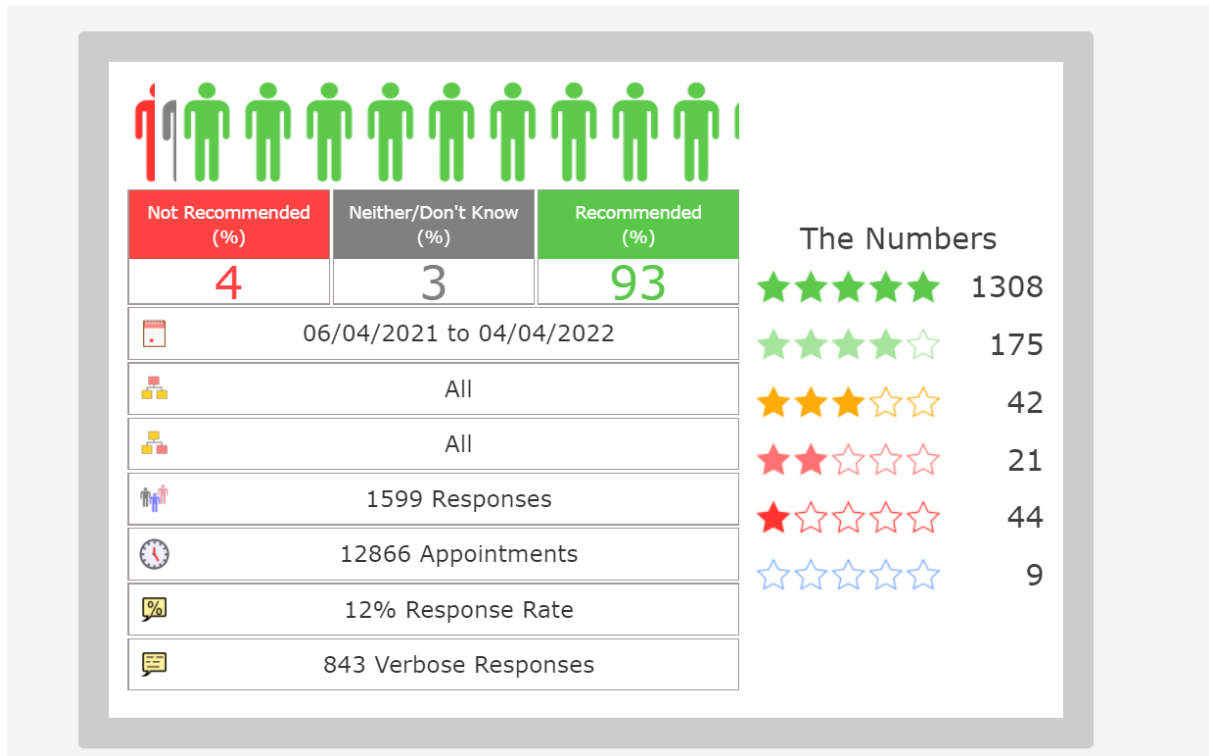 Not Recommended
(%)
Neither/Don't Know
(%)
Recommended
(%)
4
3
93
06/04/2021 to 04/04/2022
All
All
1599 Responses
12866 Appointments
%
12% Response Rate
843 Verbose Responses
The Numbers
1308
175
42
21
44
9